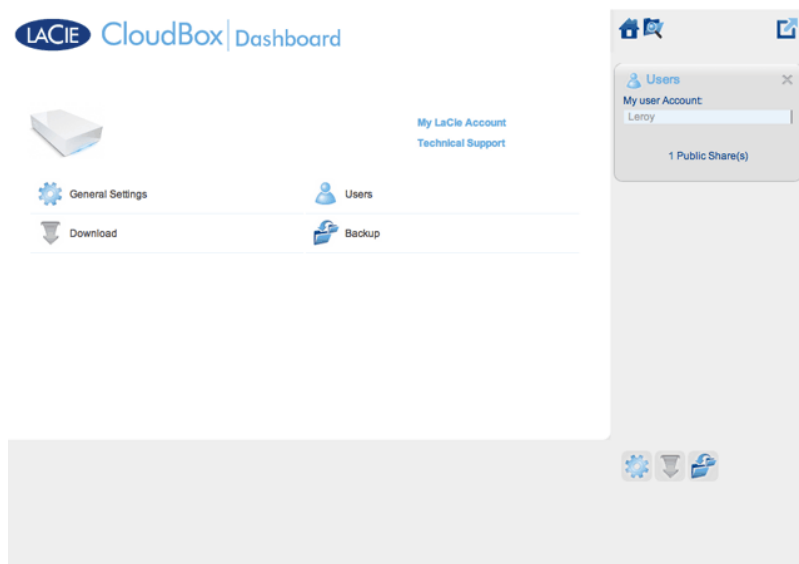 LACIE CloudBox Dashboard
Users
My user Account:
Leroy
1 Public Share(s)
My LaCie Account
Technical Support
General Settings
Users
Download
Backup